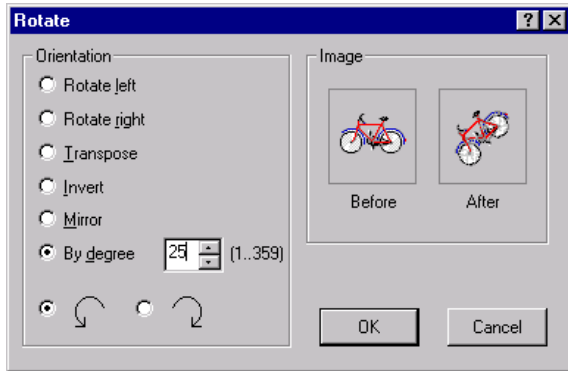 Rotate
Orientation
Rotate left
Rotate right
Transpose
Invert
Mirror
By degree 25 (1..359)
Image
Before After
OK Cancel